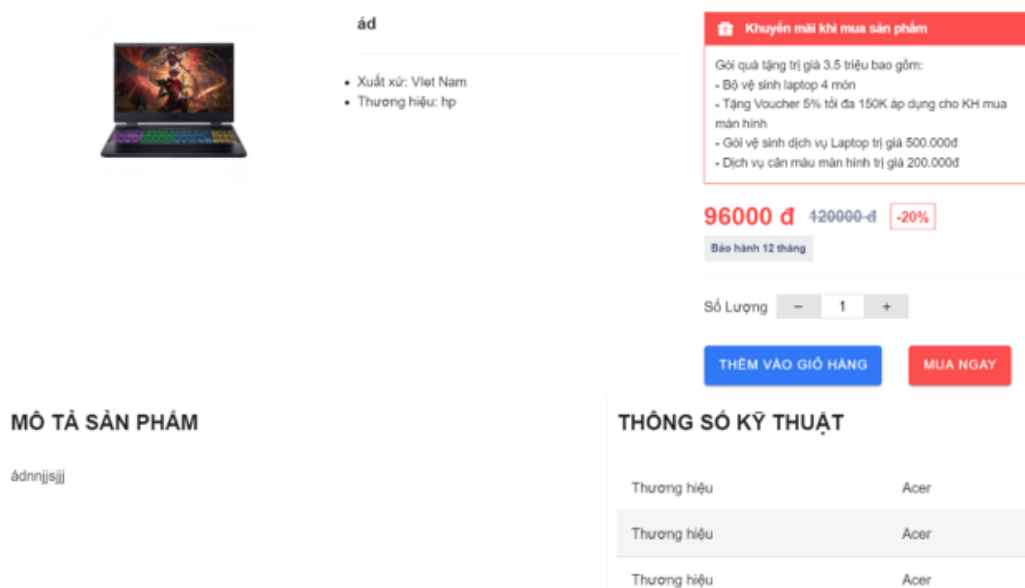 ád
• Xuất xứ: VIet Nam
• Thương hiệu: hp
Khuyến mãi khi mua sản phẩm
Gói quà tặng trị giá 3.5 triệu bao gồm:
- Bộ vệ sinh laptop 4 món
- Tặng Voucher 5% tối đa 150K áp dụng cho KH mua
màn hình
- Gói vệ sinh dịch vụ Laptop trị giá 500.000đ
- Dịch vụ cân màu màn hình trị giá 200.000đ
96000 đ 120000 đ -20%
Bảo hành 12 tháng
Số Lượng − 1 +
THÊM VÀO GIỎ HÀNG MUA NGAY
MÔ TẢ SẢN PHẨM
ádnnjjsjjj
THÔNG SỐ KỸ THUẬT
Thương hiệu Acer
Thương hiệu Acer
Thương hiệu Acer